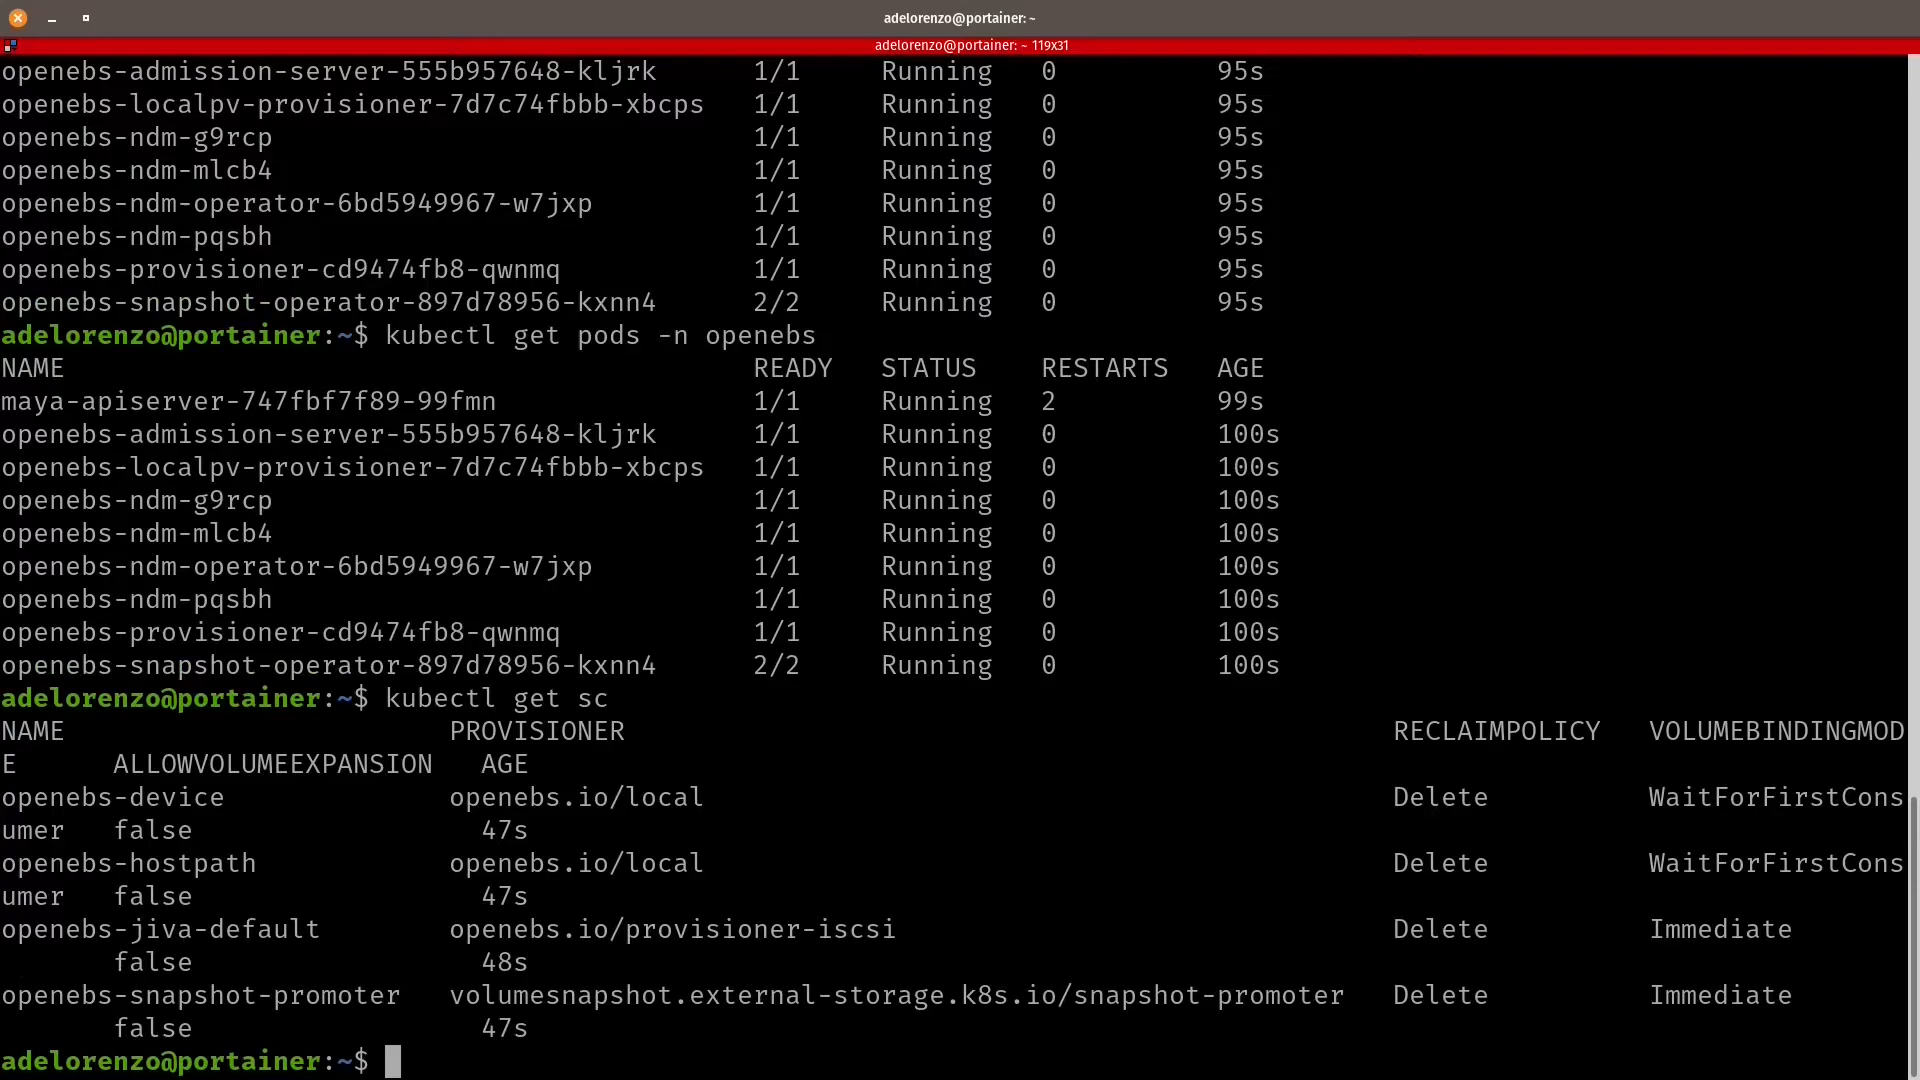 adelorenzo@portainer: ~
adelorenzo@portainer: ~ 119x31
openebs-admission-server-555b957648-kljrk      1/1     Running   0          95s
openebs-localpv-provisioner-7d7c74fbbb-xbcps   1/1     Running   0          95s
openebs-ndm-g9rcp                              1/1     Running   0          95s
openebs-ndm-mlcb4                              1/1     Running   0          95s
openebs-ndm-operator-6bd5949967-w7jxp          1/1     Running   0          95s
openebs-ndm-pqsbh                              1/1     Running   0          95s
openebs-provisioner-cd9474fb8-qwnmq            1/1     Running   0          95s
openebs-snapshot-operator-897d78956-kxnn4      2/2     Running   0          95s
adelorenzo@portainer:~$ kubectl get pods -n openebs
NAME                                           READY   STATUS    RESTARTS   AGE
maya-apiserver-747fbf7f89-99fmn                1/1     Running   2          99s
openebs-admission-server-555b957648-kljrk      1/1     Running   0          100s
openebs-localpv-provisioner-7d7c74fbbb-xbcps   1/1     Running   0          100s
openebs-ndm-g9rcp                              1/1     Running   0          100s
openebs-ndm-mlcb4                              1/1     Running   0          100s
openebs-ndm-operator-6bd5949967-w7jxp          1/1     Running   0          100s
openebs-ndm-pqsbh                              1/1     Running   0          100s
openebs-provisioner-cd9474fb8-qwnmq            1/1     Running   0          100s
openebs-snapshot-operator-897d78956-kxnn4      2/2     Running   0          100s
adelorenzo@portainer:~$ kubectl get sc
NAME                        PROVISIONER                                                RECLAIMPOLICY   VOLUMEBINDINGMOD
E      ALLOWVOLUMEEXPANSION   AGE
openebs-device              openebs.io/local                                           Delete          WaitForFirstCons
umer   false                  47s
openebs-hostpath            openebs.io/local                                           Delete          WaitForFirstCons
umer   false                  47s
openebs-jiva-default        openebs.io/provisioner-iscsi                               Delete          Immediate
       false                  48s
openebs-snapshot-promoter   volumesnapshot.external-storage.k8s.io/snapshot-promoter   Delete          Immediate
       false                  47s
adelorenzo@portainer:~$